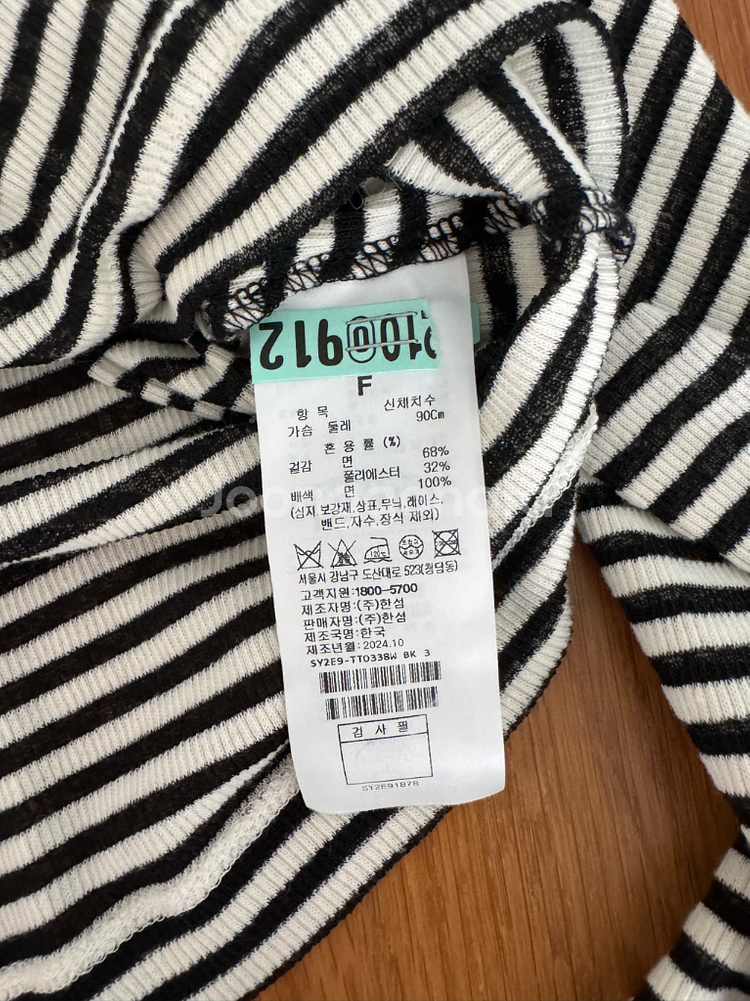 912
F
항 목 신체치수
가슴 둘레 90Cm
혼 용 률 (%)
겉감 면 68%
폴리에스터 32%
배색 면 100%
(심지,보강재,상표,무늬,레이스,
밴드,자수,장식 제외)
120℃
서울시 강남구 도산대로 523(청담동)
고객지원:1800-5700
제조자명:(주)한섬
판매자명:(주)한섬
제조국명:한국
제조년월:2024.10
SY2E9-TTO338W BK 3
검 사 필
SY2E91878